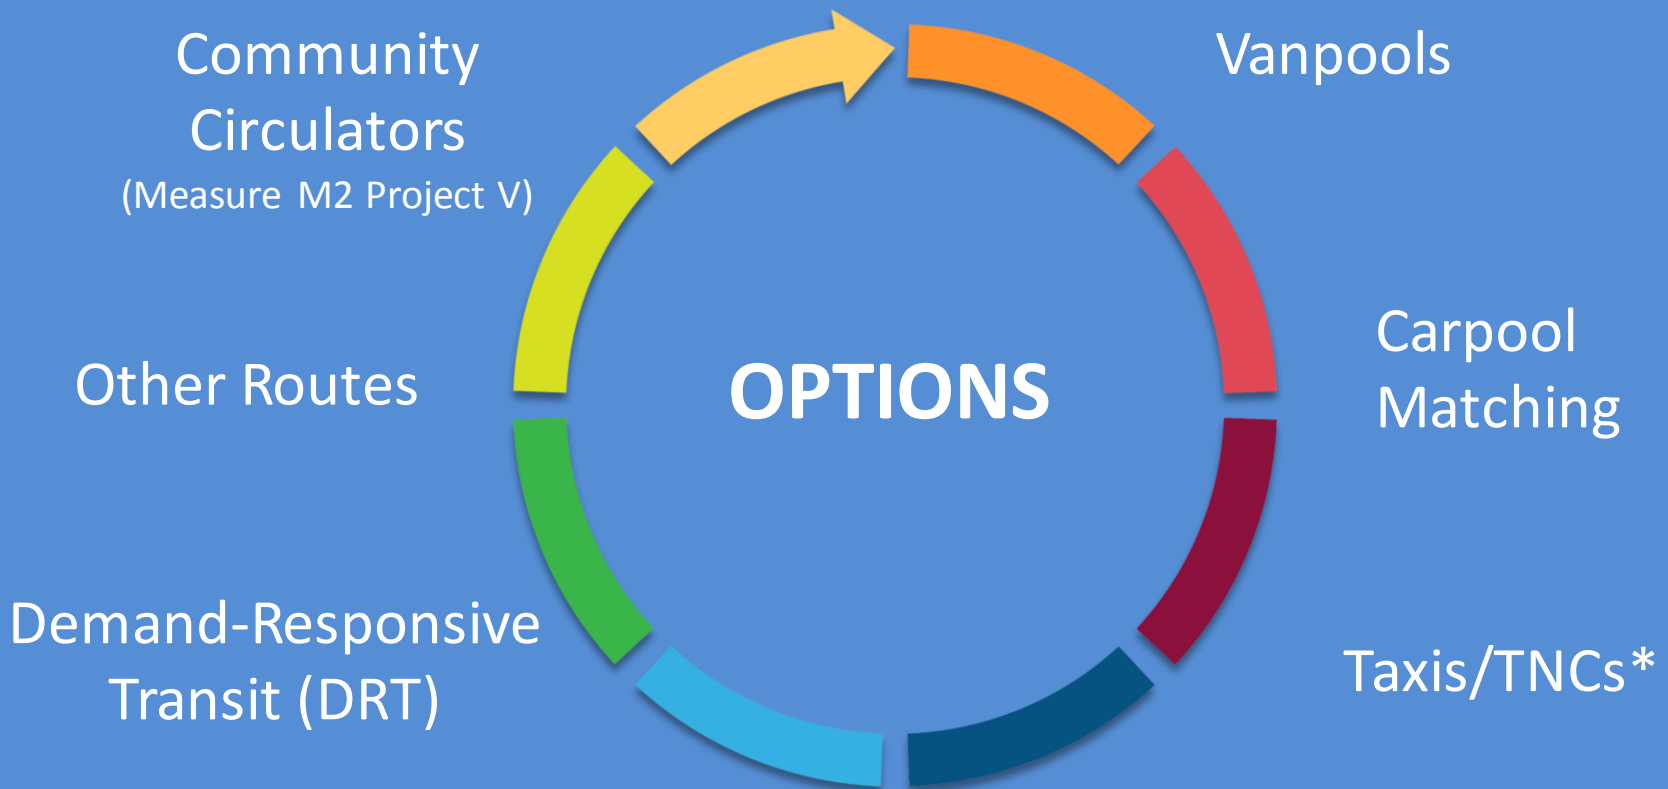 Community
Circulators
(Measure M2 Project V)
Vanpools
Other Routes
OPTIONS
Carpool
Matching
Demand-Responsive
Transit (DRT)
Taxis/TNCs*